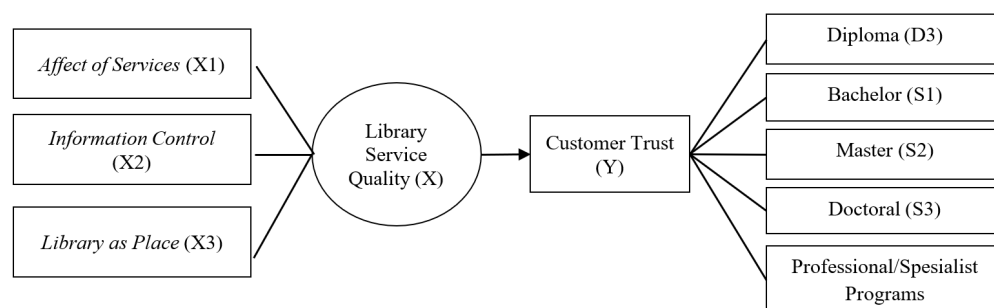 Affect of Services (X1)
Information Control
(X2)
Library as Place (X3)
Library
Service
Quality (X)
Customer Trust
(Y)
Diploma (D3)
Bachelor (S1)
Master (S2)
Doctoral (S3)
Professional/Spesialist
Programs